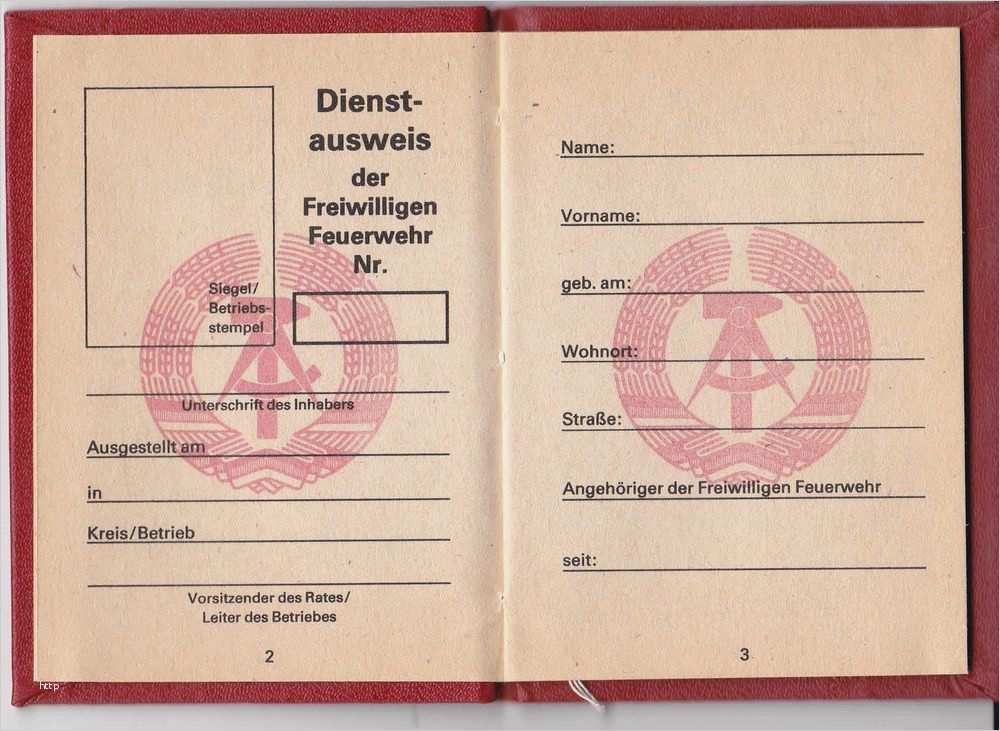 Dienst-
ausweis
der
Freiwilligen
Feuerwehr
Nr.
Siegel/
Betriebs-
stempel
Unterschrift des Inhabers
Ausgestellt am
in
Kreis/Betrieb
Vorsitzender des Rates/
Leiter des Betriebes
2
http
Name:
Vorname:
geb. am:
Wohnort:
Straße:
Angehöriger der Freiwilligen Feuerwehr
seit:
3